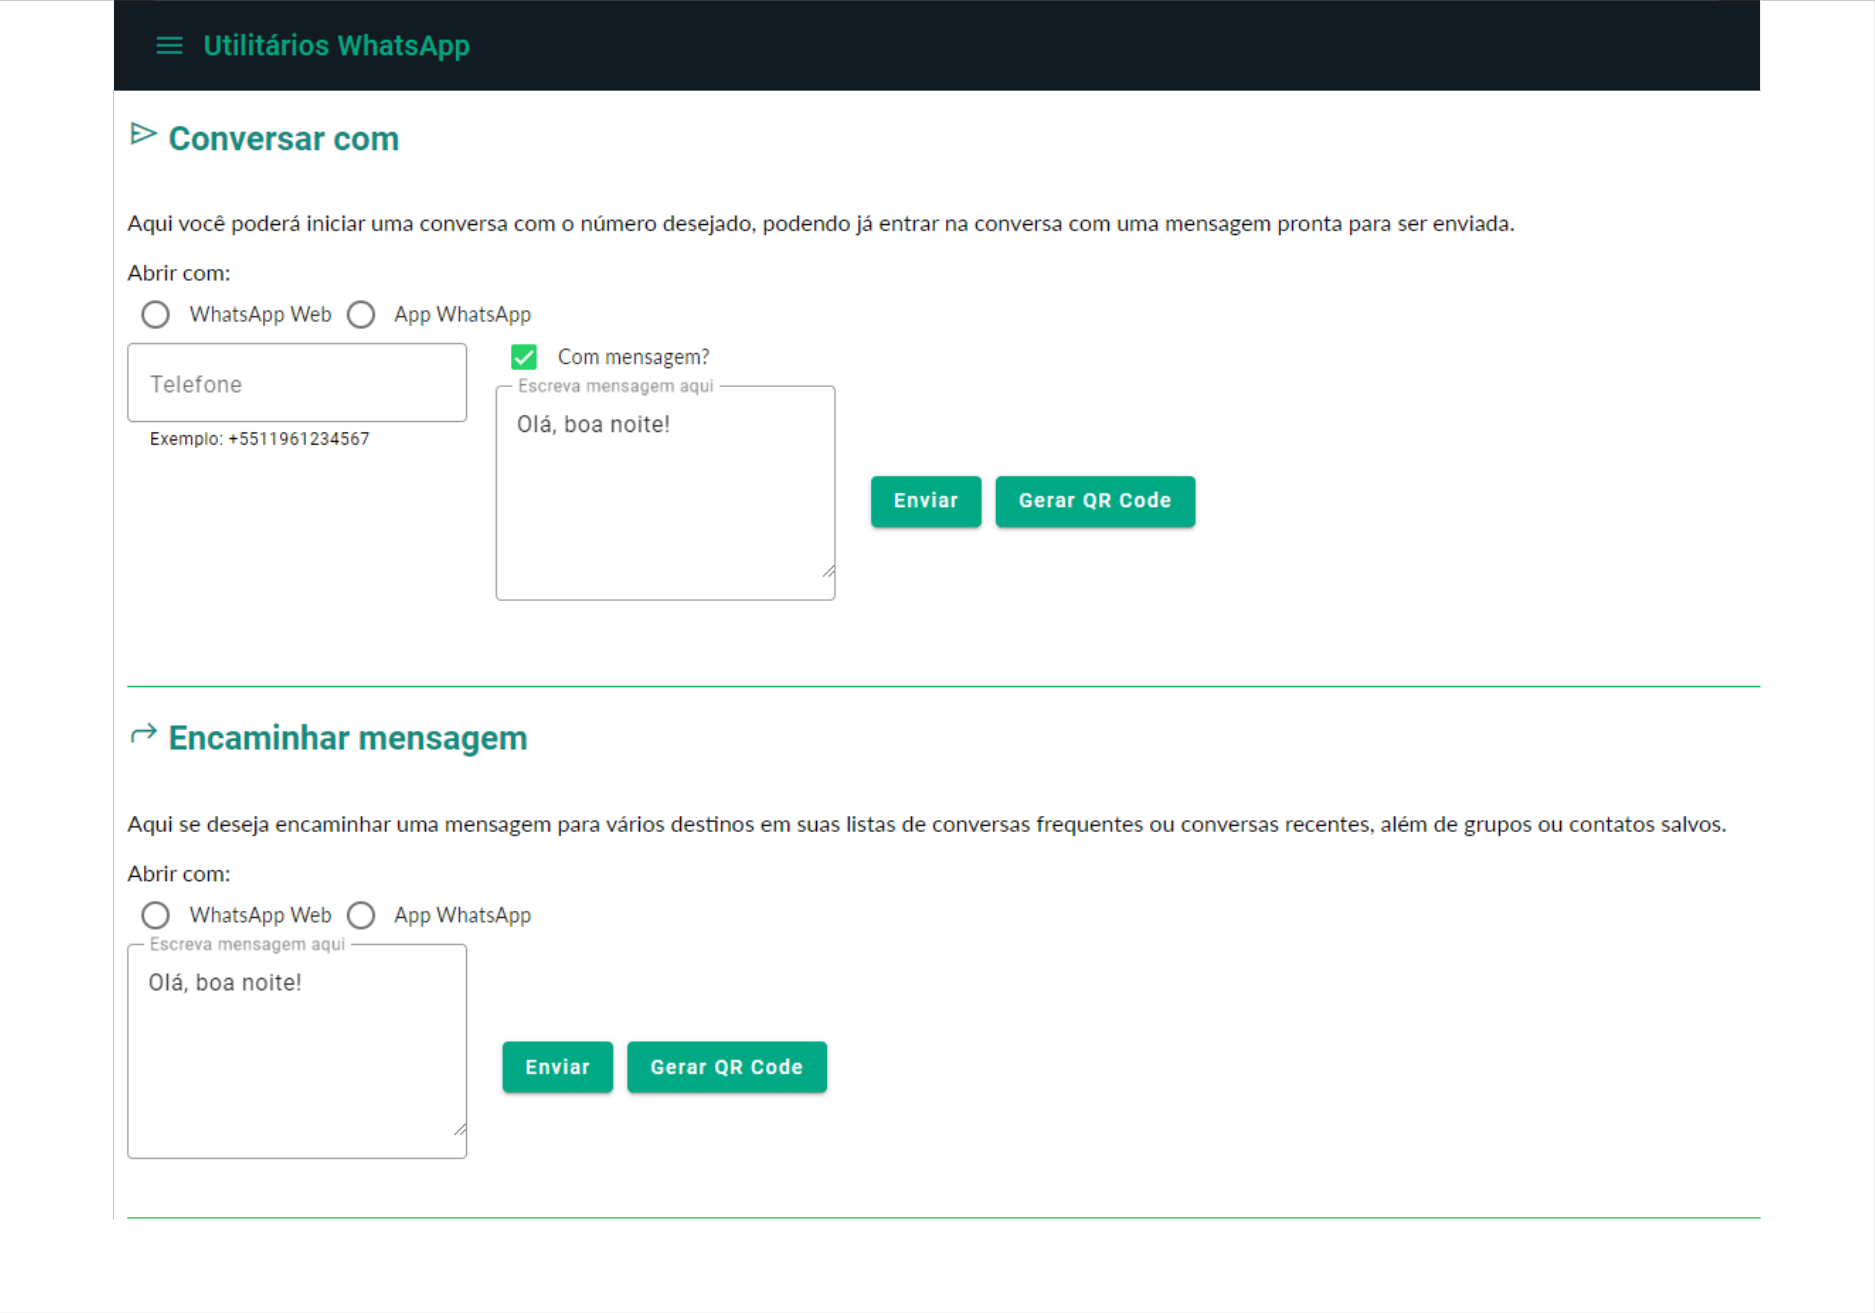 Utilitários WhatsApp
Conversar com
Aqui você poderá iniciar uma conversa com o número desejado, podendo já entrar na conversa com uma mensagem pronta para ser enviada.
Abrir com:
WhatsApp Web App WhatsApp
Telefone
Exemplo: +5511961234567
Com mensagem?
Escreva mensagem aqui
Olá, boa noite!
Enviar Gerar QR Code
Encaminhar mensagem
Aqui se deseja encaminhar uma mensagem para vários destinos em suas listas de conversas frequentes ou conversas recentes, além de grupos ou contatos salvos.
Abrir com:
WhatsApp Web App WhatsApp
Escreva mensagem aqui
Olá, boa noite!
Enviar Gerar QR Code